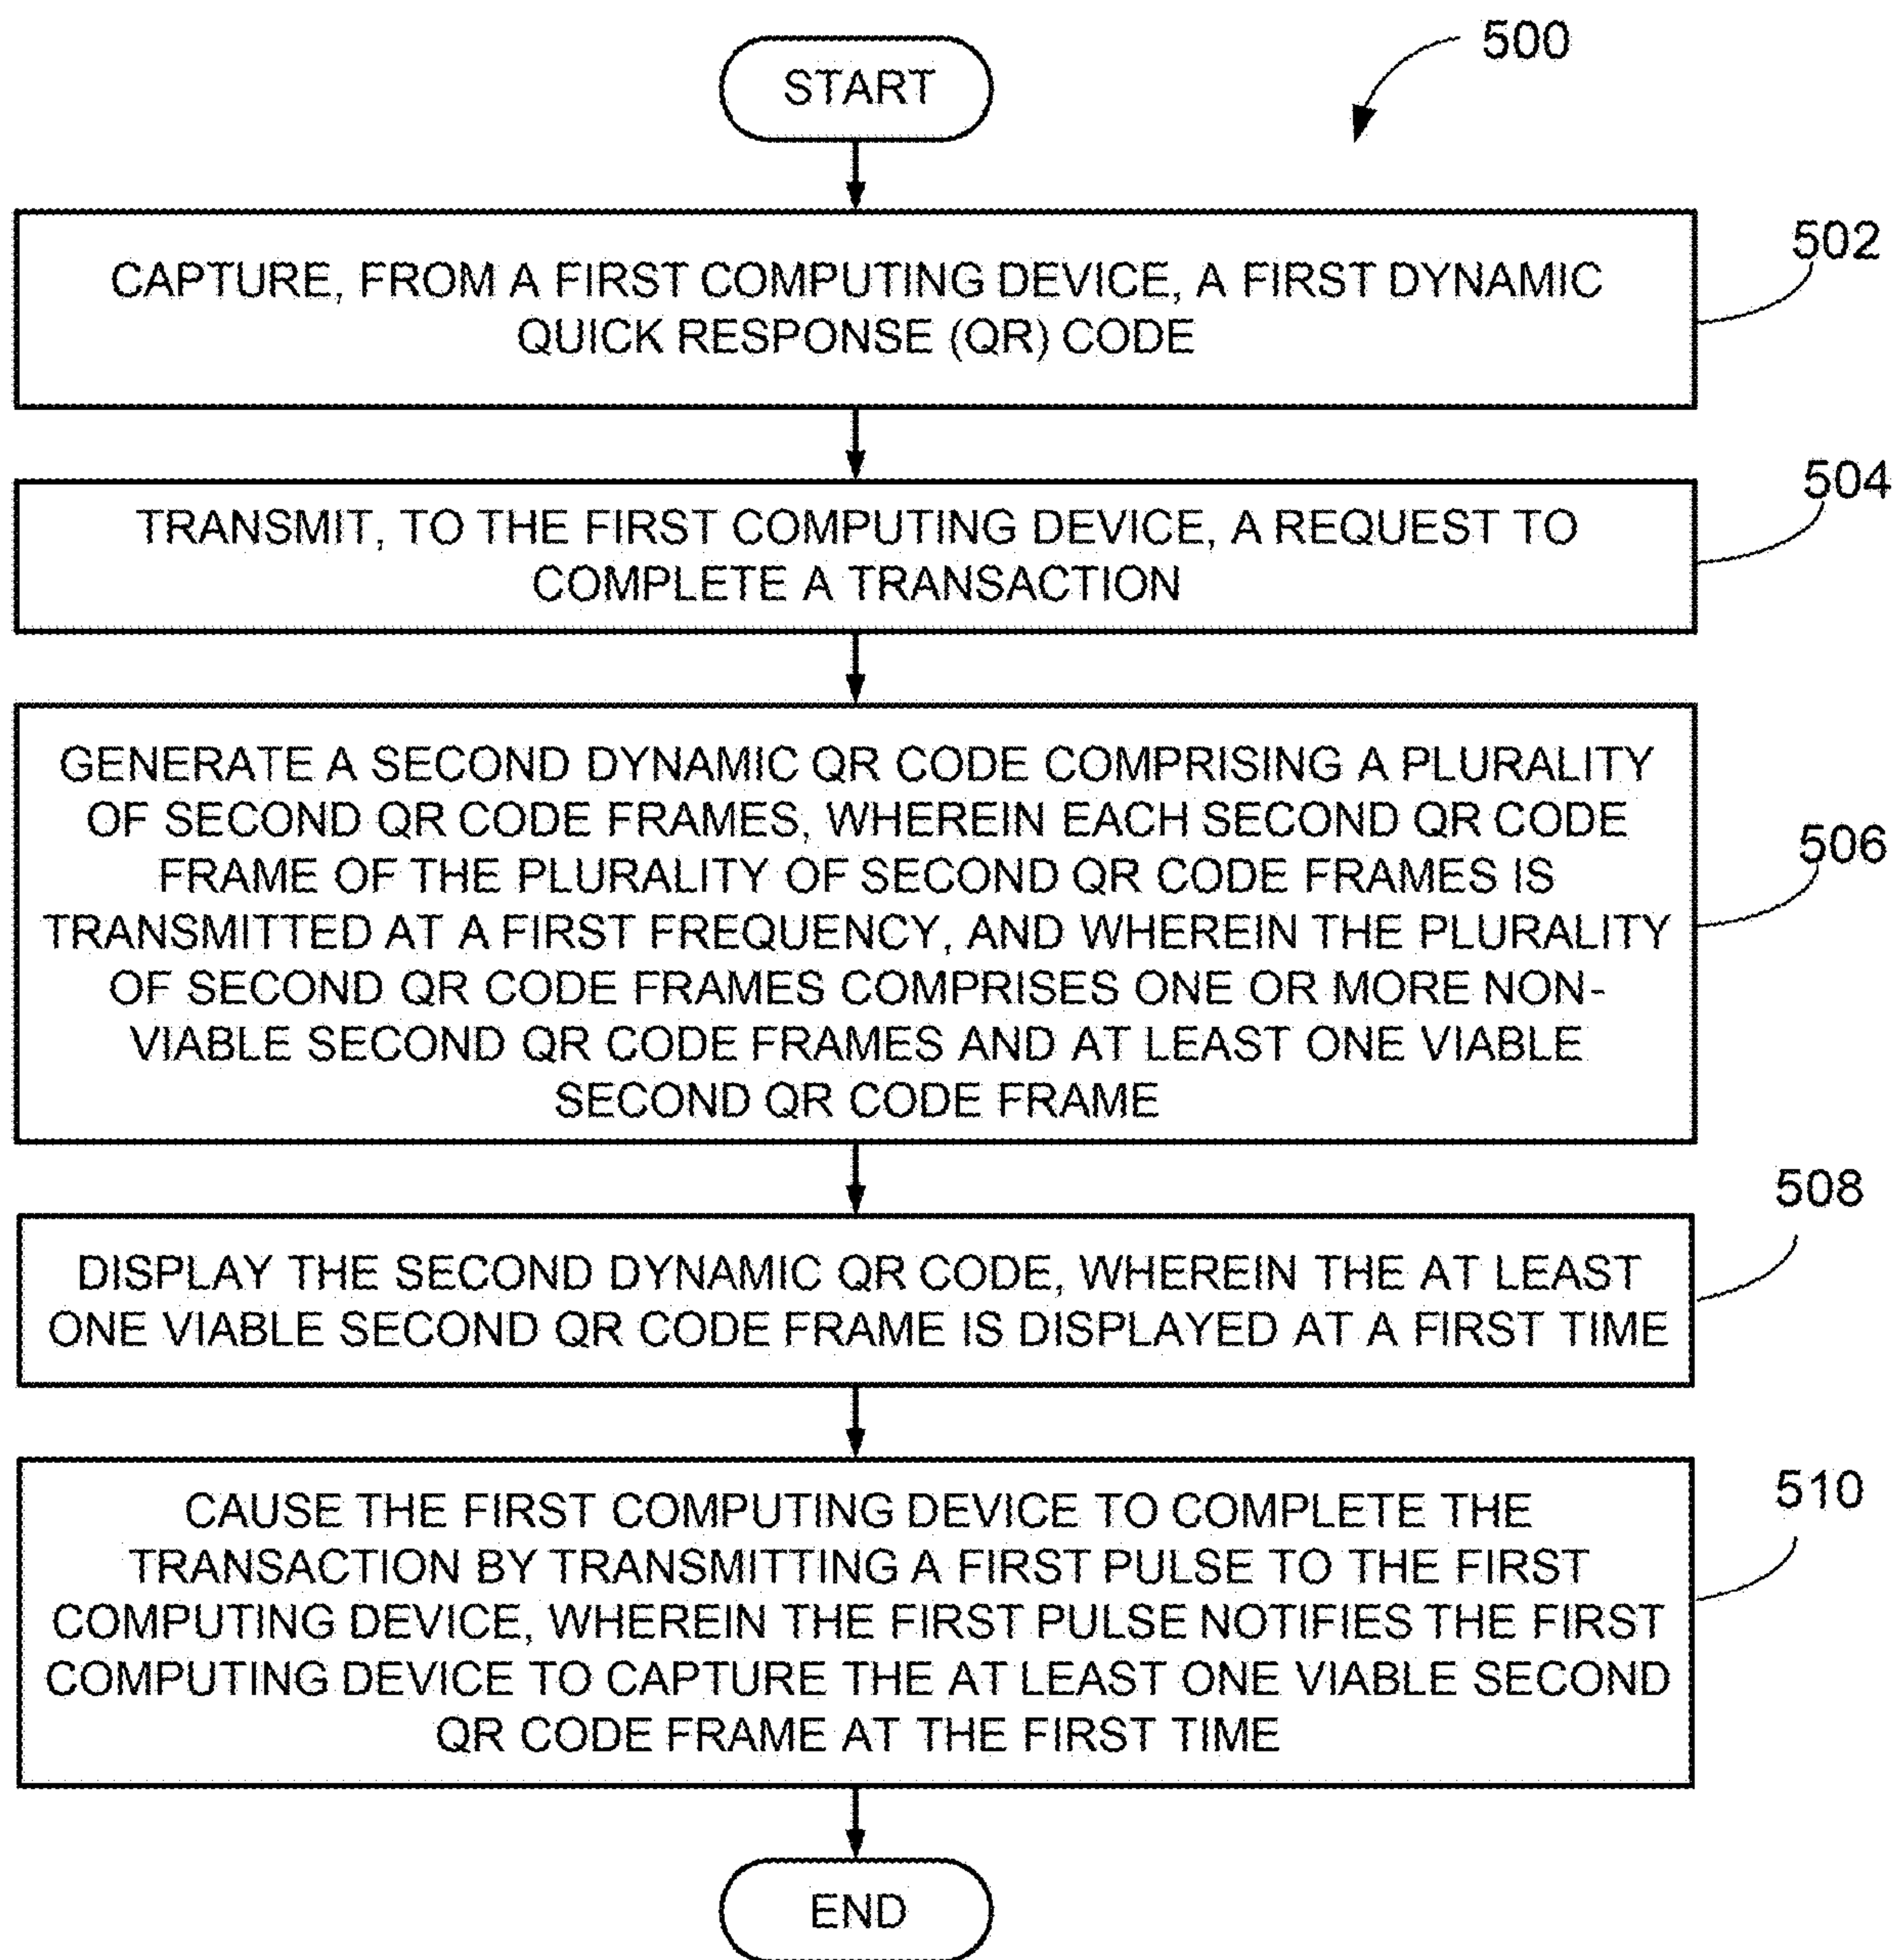 500
START
502
CAPTURE, FROM A FIRST COMPUTING DEVICE, A FIRST DYNAMIC
QUICK RESPONSE (QR) CODE
504
TRANSMIT, TO THE FIRST COMPUTING DEVICE, A REQUEST TO
COMPLETE A TRANSACTION
GENERATE A SECOND DYNAMIC QR CODE COMPRISING A PLURALITY
OF SECOND QR CODE FRAMES, WHEREIN EACH SECOND QR CODE
506
FRAME OF THE PLURALITY OF SECOND QR CODE FRAMES IS
TRANSMITTED AT A FIRST FREQUENCY, AND WHEREIN THE PLURALITY
OF SECOND QR CODE FRAMES COMPRISES ONE OR MORE NON-
VIABLE SECOND QR CODE FRAMES AND AT LEAST ONE VIABLE
SECOND QR CODE FRAME
508
DISPLAY THE SECOND DYNAMIC QR CODE, WHEREIN THE AT LEAST
ONE VIABLE SECOND QR CODE FRAME IS DISPLAYED AT A FIRST TIME
510
CAUSE THE FIRST COMPUTING DEVICE TO COMPLETE THE
TRANSACTION BY TRANSMITTING A FIRST PULSE TO THE FIRST
COMPUTING DEVICE, WHEREIN THE FIRST PULSE NOTIFIES THE FIRST
COMPUTING DEVICE TO CAPTURE THE AT LEAST ONE VIABLE SECOND
QR CODE FRAME AT THE FIRST TIME
END